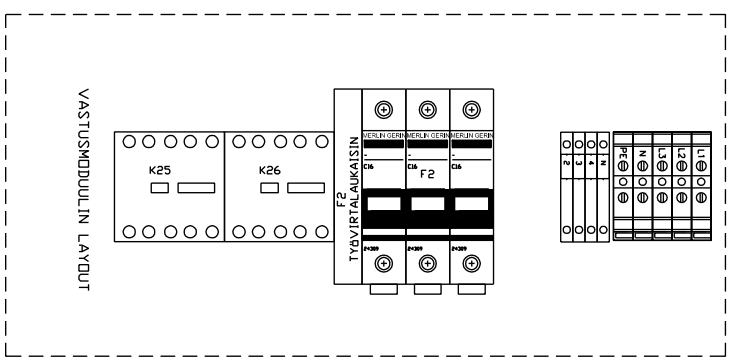 VASTUSMODUULIN LAYOUT
K25
K26
F2
TYÖVIRTALAUKAISIN
MERLIN GERIN
MERLIN GERIN
MERLIN GERIN
-
-
-
C16
C16
C16
F2
24309
24309
24309
2
3
4
N
PE
N
L3
L2
L1